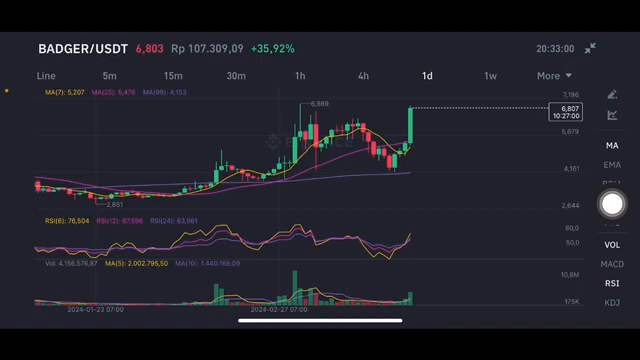 BADGER/USDT 6,803 Rp 107.309,09 +35,92% 20:33:00
Line 5m 15m 30m 1h 4h 1d 1w More
MA(7): 5,207 MA(25): 5,476 MA(99): 4,153
7,196
6,989
6,807
10:27:00
5,679
4,161
2,851
2,644
MA
EMA
RSI(6): 76,504 RSI(12): 67,598 RSI(24): 63,961
80,0
50,0
VOL
MACD
RSI
KDJ
Vol: 4.156.576,87 MA(5): 2.002.795,50 MA(10): 1.440.166,09
10,8M
175K
2024-01-23 07:00 2024-02-27 07:00